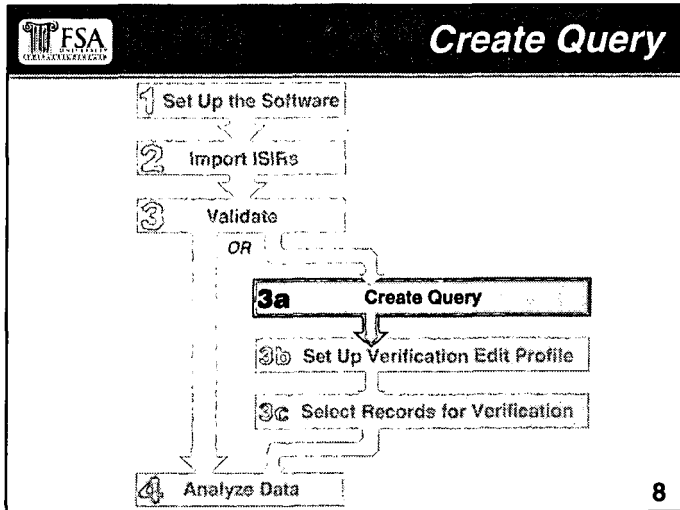 FSA
UNIVERSITY
Create Query
1 Set Up the Software
2 Import ISIRs
3 Validate
OR
3a Create Query
3b Set Up Verification Edit Profile
3c Select Records for Verification
4 Analyze Data
8